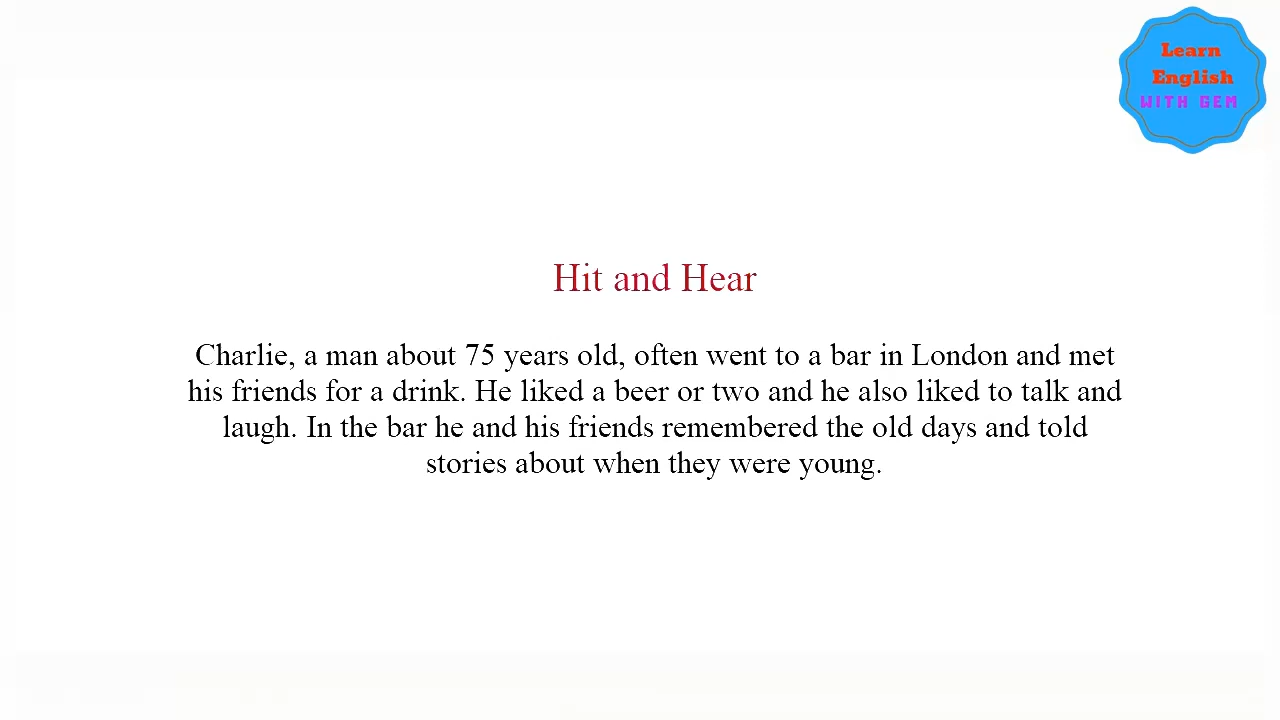 Learn
English
WITH GEM
Hit and Hear
Charlie, a man about 75 years old, often went to a bar in London and met
his friends for a drink. He liked a beer or two and he also liked to talk and
laugh. In the bar he and his friends remembered the old days and told
stories about when they were young.